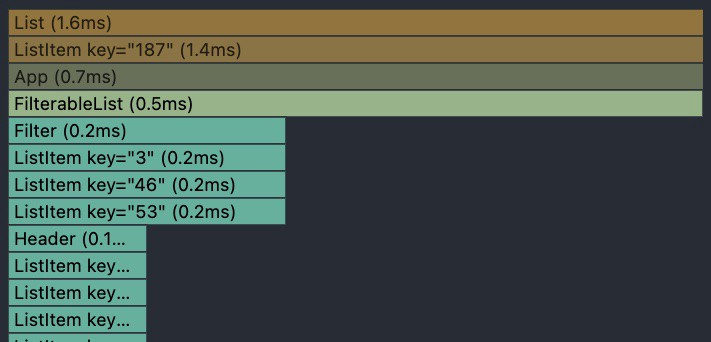 List (1.6ms)
ListItem key="187" (1.4ms)
App (0.7ms)
FilterableList (0.5ms)
Filter (0.2ms)
ListItem key="3" (0.2ms)
ListItem key="46" (0.2ms)
ListItem key="53" (0.2ms)
Header (0.1...
ListItem key...
ListItem key...
ListItem key...